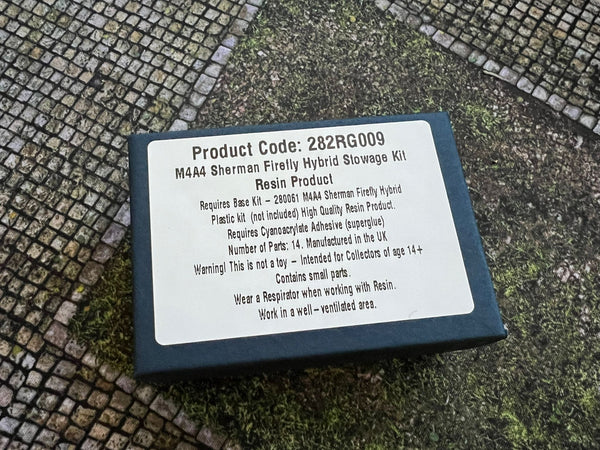 Product Code: 282RG009
M4A4 Sherman Firefly Hybrid Stowage Kit
Resin Product
Requires Base Kit – 280061 M4A4 Sherman Firefly Hybrid
Plastic kit (not included) High Quality Resin Product.
Requires Cyanoacrylate Adhesive (superglue)
Number of Parts: 14. Manufactured in the UK
Warning! This is not a toy – Intended for Collectors of age 14+
Contains small parts.
Wear a Respirator when working with Resin.
Work in a well – ventilated area.